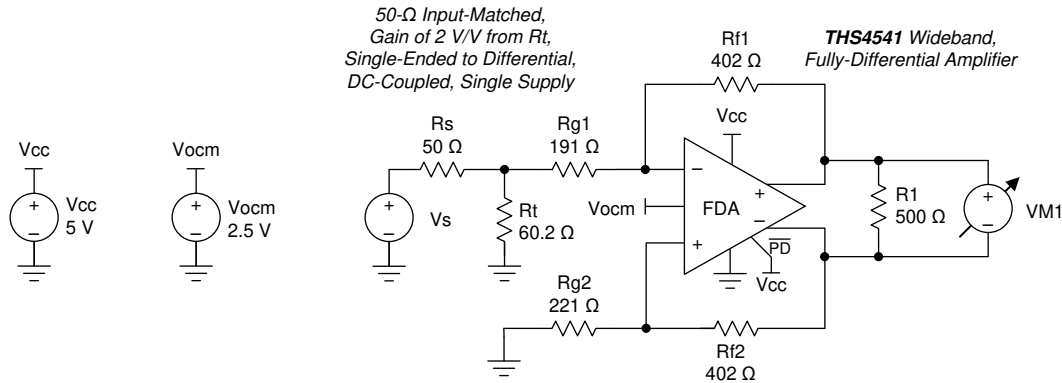 50-Ω Input-Matched,
Gain of 2 V/V from Rt,
Single-Ended to Differential,
DC-Coupled, Single Supply
THS4541 Wideband,
Fully-Differential Amplifier
Rf1
402 Ω
Vcc
Vcc
5 V
+
−
Vocm
Vocm
2.5 V
+
−
Rs
50 Ω
Rg1
191 Ω
Vcc
Vs
+
−
Rt
60.2 Ω
Vocm
−
+
FDA
+
−
PD
Vcc
R1
500 Ω
+
−
VM1
Rg2
221 Ω
Rf2
402 Ω